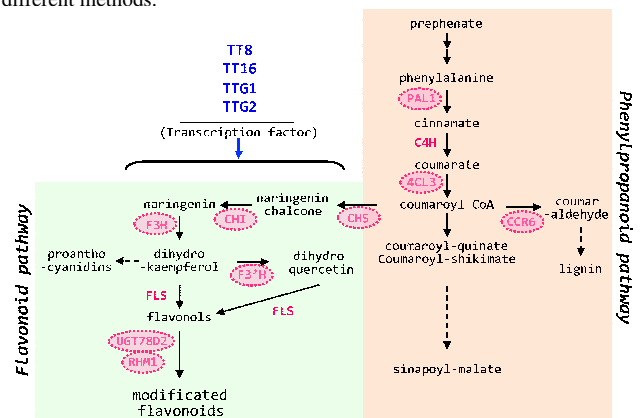 different methods.
prephenate
TT8
TT16
TTG1
TTG2
(Transcription factor)
phenylalanine
PAL1
cinnamate
C4H
coumarate
4CL3
naringenin
CHI
naringenin
chalcone
CHS
coumaroyl CoA
CCR6
coumar
-aldehyde
F3H
proantho
-cyanidins
dihydro
-kaempferol
F3'H
dihydro
quercetin
coumaroyl-quinate
Coumaroyl-shikimate
lignin
FLS
FLS
flavonols
UGT78D2
RHM1
sinapoyl-malate
modificated
flavonoids
Flavonoid pathway
Phenylpropanoid pathway